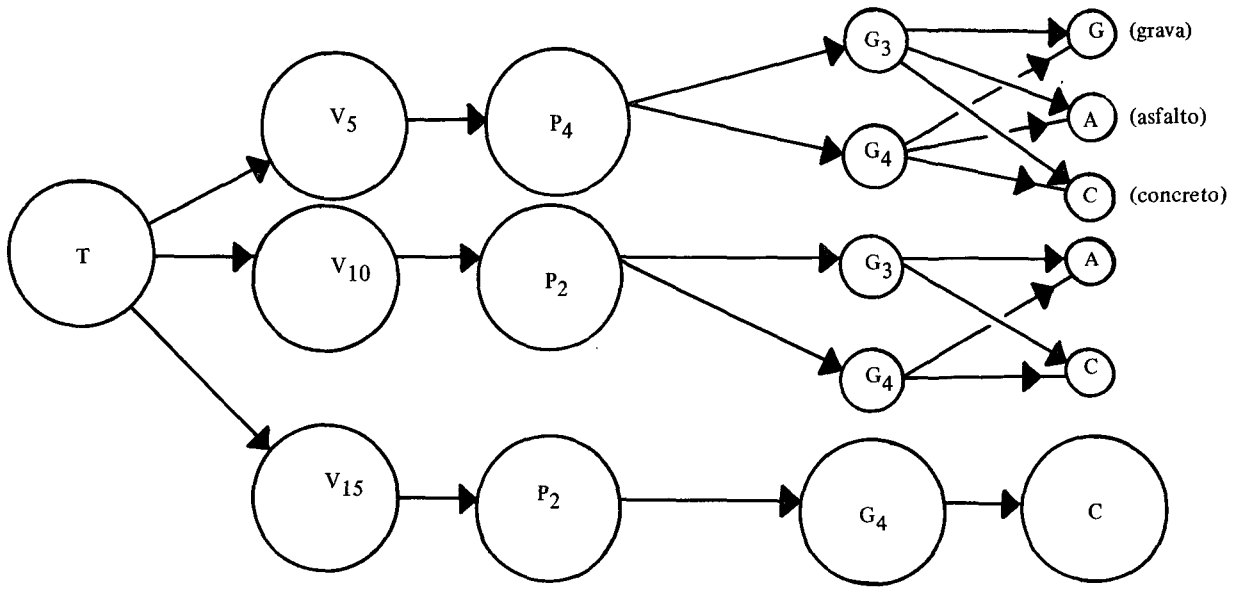 G3 G (grava)
V5 P4
A (asfalto)
G4
C (concreto)
T V10 P2 G3 A
G4 C
V15 P2 G4 C